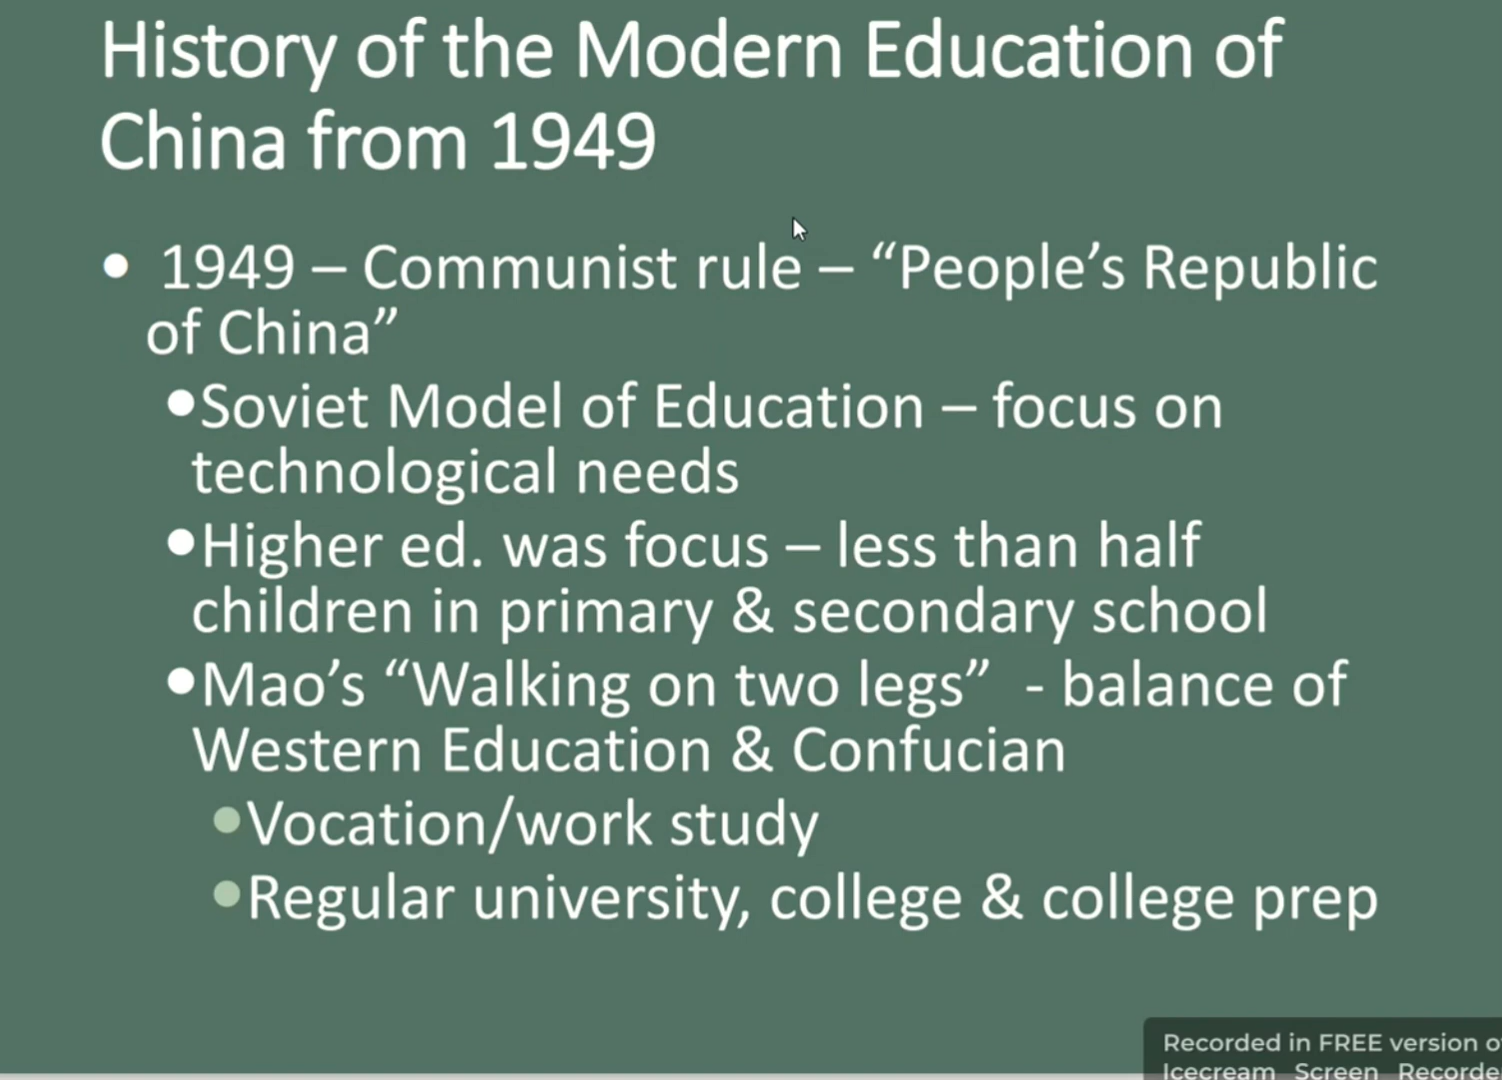 History of the Modern Education of
China from 1949
• 1949 – Communist rule – “People’s Republic
of China”
•Soviet Model of Education – focus on
technological needs
•Higher ed. was focus – less than half
children in primary & secondary school
•Mao’s “Walking on two legs” - balance of
Western Education & Confucian
•Vocation/work study
•Regular university, college & college prep
Recorded in FREE version
Icecream Screen